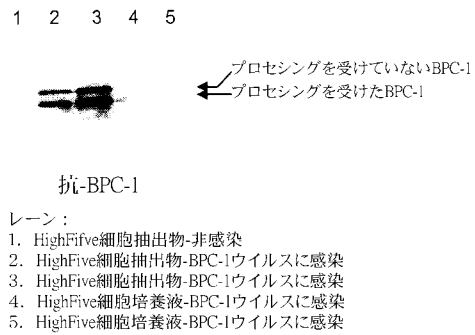 1 2 3 4 5
プロセシングを受けていないBPC-1
プロセシングを受けたBPC-1
抗-BPC-1
レーン：
1. HighFifve細胞抽出物-非感染
2. HighFive細胞抽出物-BPC-1ウイルスに感染
3. HighFive細胞抽出物-BPC-1ウイルスに感染
4. HighFive細胞培養液-BPC-1ウイルスに感染
5. HighFive細胞培養液-BPC-1ウイルスに感染